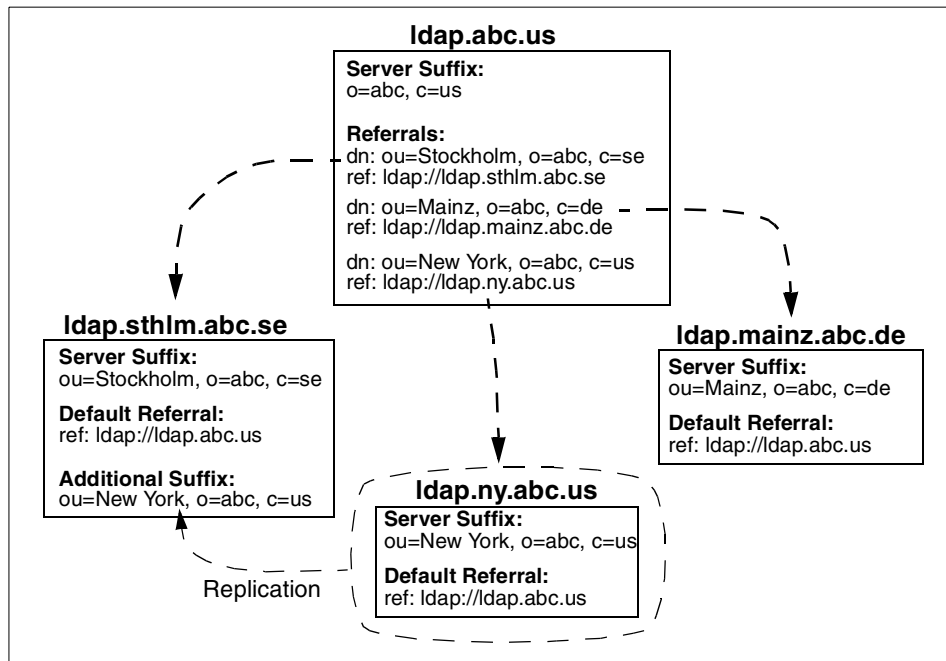 ldap.abc.us
Server Suffix:
o=abc, c=us
Referrals:
dn: ou=Stockholm, o=abc, c=se
ref: ldap://ldap.sthlm.abc.se
dn: ou=Mainz, o=abc, c=de
ref: ldap://ldap.mainz.abc.de
dn: ou=New York, o=abc, c=us
ref: ldap://ldap.ny.abc.us
ldap.sthlm.abc.se
Server Suffix:
ou=Stockholm, o=abc, c=se
Default Referral:
ref: ldap://ldap.abc.us
Additional Suffix:
ou=New York, o=abc, c=us
ldap.mainz.abc.de
Server Suffix:
ou=Mainz, o=abc, c=de
Default Referral:
ref: ldap://ldap.abc.us
ldap.ny.abc.us
Server Suffix:
ou=New York, o=abc, c=us
Default Referral:
ref: ldap://ldap.abc.us
Replication